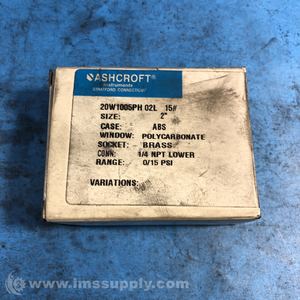 ASHCROFT®
Instruments
STRATFORD CONNECTICUT
20W1005PH 02L 15#
SIZE: 2"
CASE: ABS
WINDOW: POLYCARBONATE
SOCKET: BRASS
CONN: 1/4 NPT LOWER
RANGE: 0/15 PSI
VARIATIONS:
© www.imssupply.com